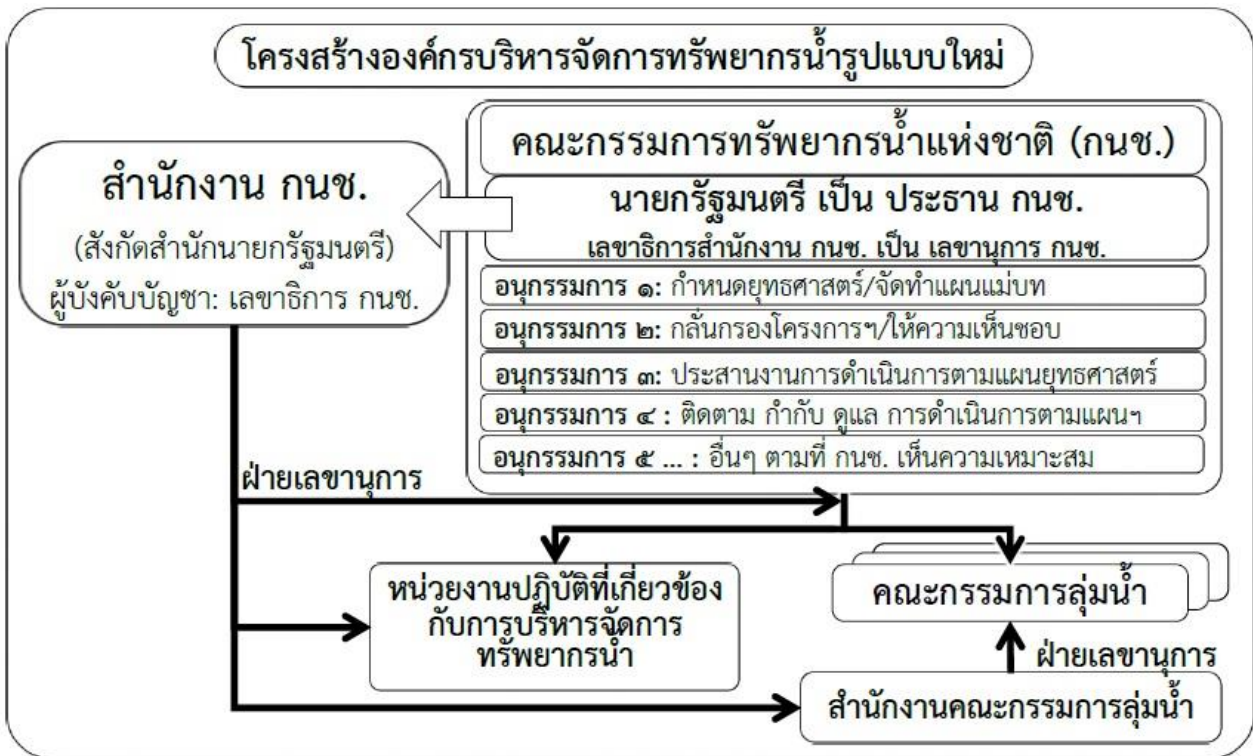 โครงสร้างองค์กรบริหารจัดการทรัพยากรน้ำรูปแบบใหม่
สำนักงาน กนช.
(สังกัดสำนักนายกรัฐมนตรี)
ผู้บังคับบัญชา: เลขาธิการ กนช.
คณะกรรมการทรัพยากรน้ำแห่งชาติ (กนช.)
นายกรัฐมนตรี เป็น ประธาน กนช.
เลขาธิการสำนักงาน กนช. เป็น เลขานุการ กนช.
อนุกรรมการ ๑: กำหนดยุทธศาสตร์/จัดทำแผนแม่บท
อนุกรรมการ ๒: กลั่นกรองโครงการฯ/ให้ความเห็นชอบ
อนุกรรมการ ๓: ประสานงานการดำเนินการตามแผนยุทธศาสตร์
อนุกรรมการ ๔ : ติดตาม กำกับ ดูแล การดำเนินการตามแผนฯ
อนุกรรมการ ๕ ... : อื่นๆ ตามที่ กนช. เห็นความเหมาะสม
ฝ่ายเลขานุการ
หน่วยงานปฏิบัติที่เกี่ยวข้อง
กับการบริหารจัดการ
ทรัพยากรน้ำ
คณะกรรมการลุ่มน้ำ
ฝ่ายเลขานุการ
สำนักงานคณะกรรมการลุ่มน้ำ